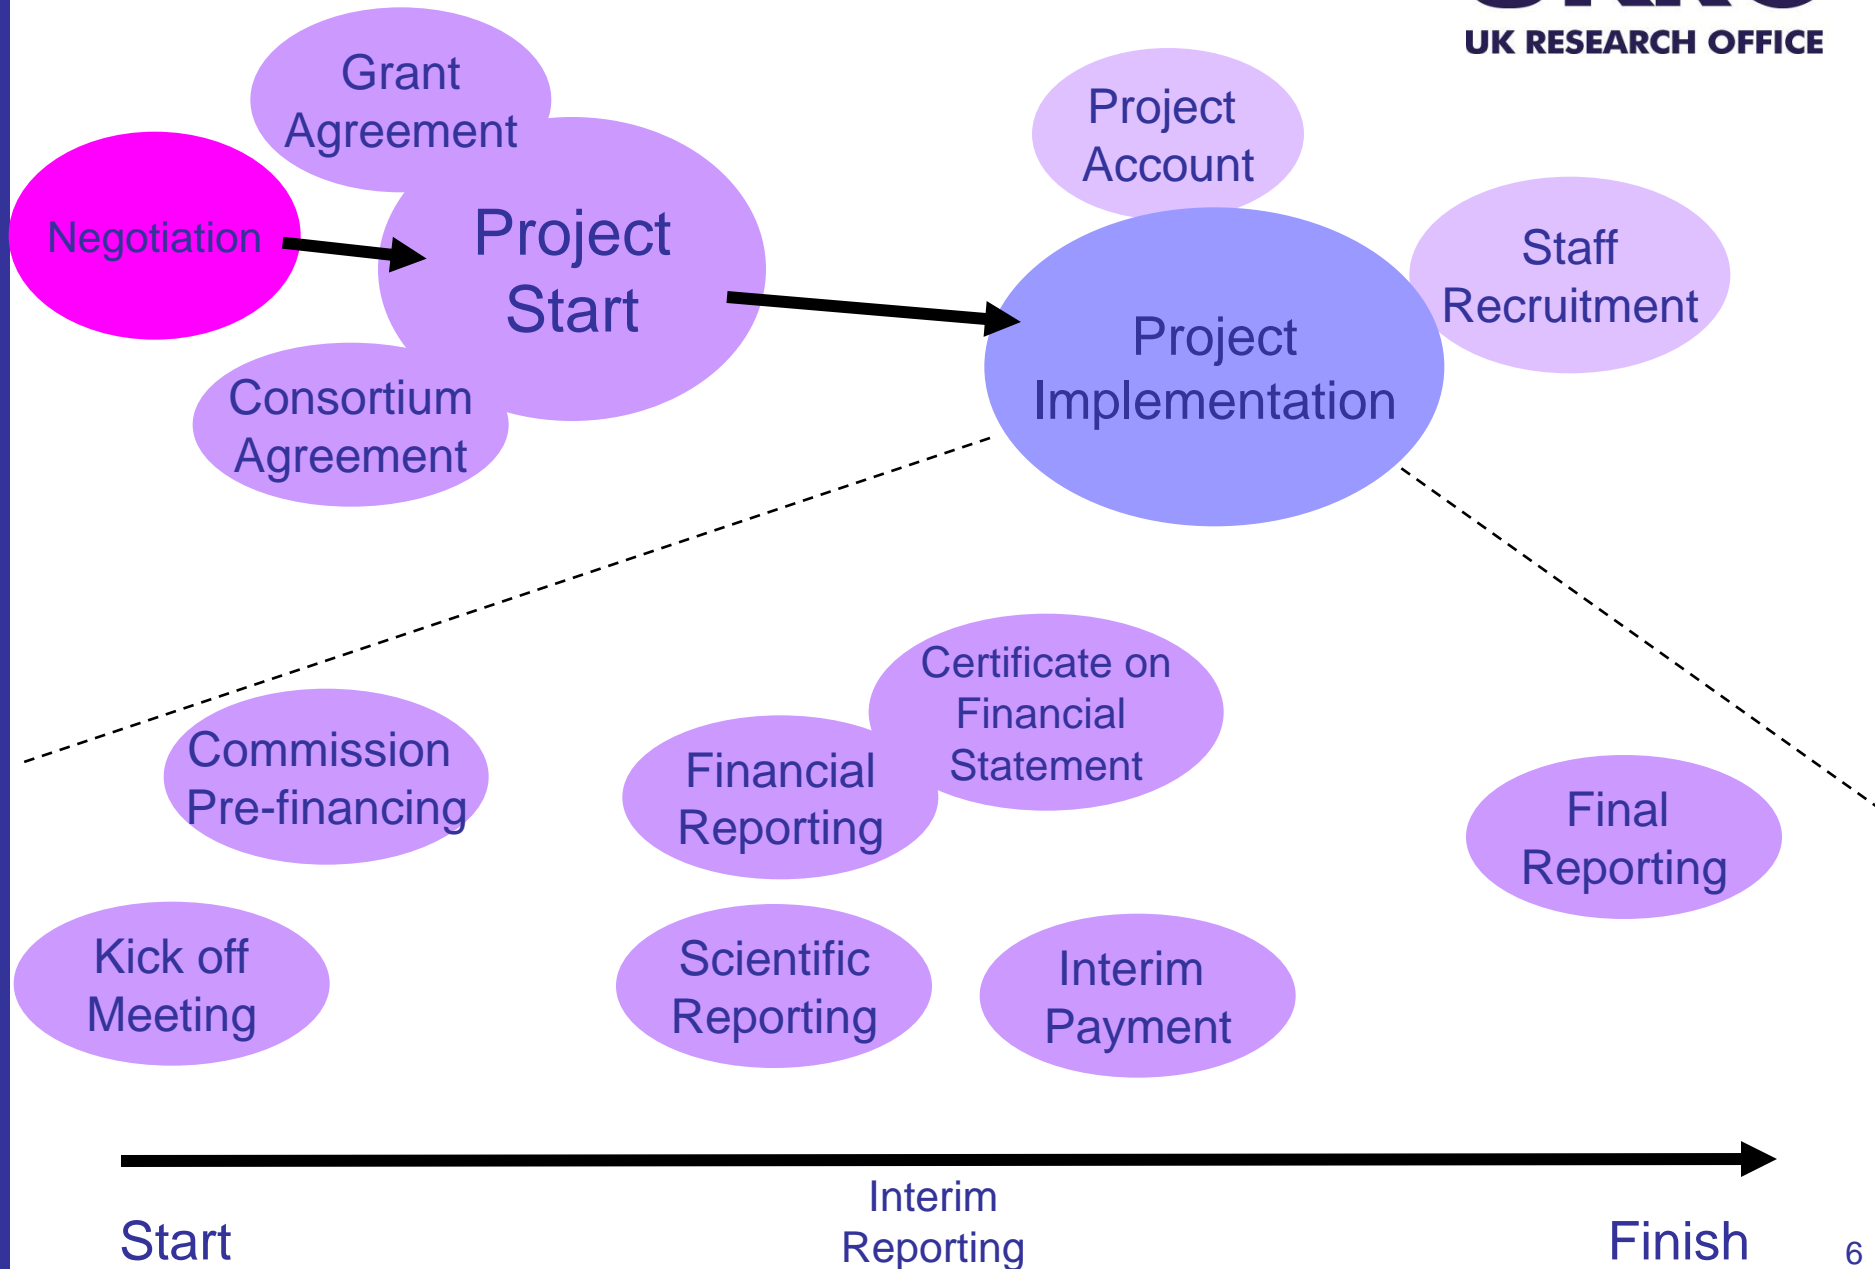 UK RESEARCH OFFICE
Grant
Agreement
Negotiation
Project
Start
Consortium
Agreement
Project
Account
Staff
Recruitment
Project
Implementation
Commission
Pre-financing
Kick off
Meeting
Financial
Reporting
Certificate on
Financial
Statement
Scientific
Reporting
Interim
Payment
Final
Reporting
Start
Interim
Reporting
Finish
6